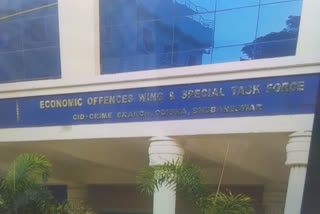 ECONOMIC OFFENCES WING & SPECIAL TASK FORCE
CID-CRIME BRANCH, ODISHA, BHUBANESWAR